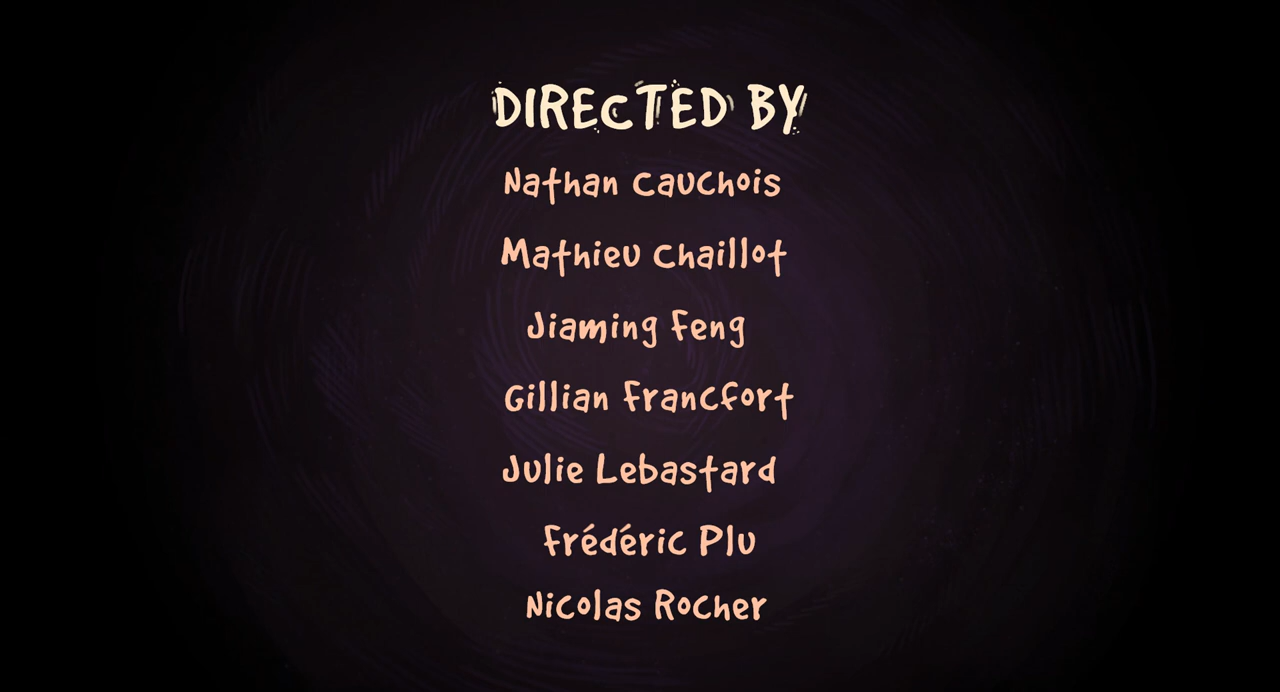 DIRECTED BY
Nathan Cauchois
Mathieu Chaillot
Jiaming Feng
Gillian Francfort
Julie Lebastard
Frédéric Plu
Nicolas Rocher